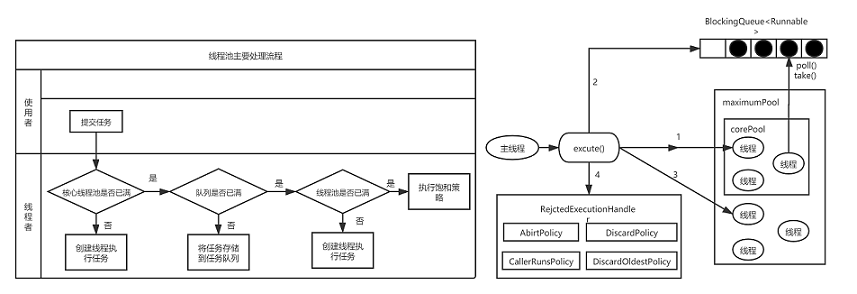 线程池主要处理流程
使用者
提交任务
线程者
核心线程池是否已满
是
队列是否已满
是
线程池是否已满
是
执行饱和策
略
否
创建线程执
行任务
否
将任务存储
到任务队列
否
创建线程执
行任务
BlockingQueue<Runnable
>
poll()
take()
2
maximumPool
corePool
主线程
excute()
1
线程
线程
线程
3
4
线程
线程
线程
RejctedExecutionHandle
r
AbirtPolicy
DiscardPolicy
CallerRunsPolicy
DiscardOldestPolicy